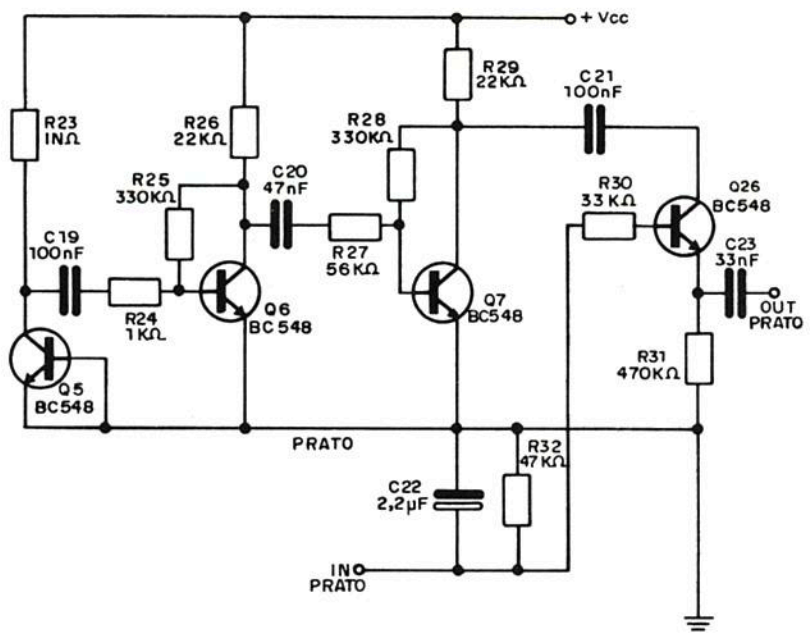 + Vcc
R23
1NΩ
R26
22KΩ
R25
330KΩ
C19
100nF
R24
1KΩ
Q5
BC548
Q6
BC 548
C20
47nF
R27
56KΩ
R28
330KΩ
R29
22KΩ
Q7
BC548
C21
100nF
R30
33 KΩ
Q26
BC548
C23
33nF
OUT
PRATO
R31
470KΩ
PRATO
C22
2,2µF
R32
47KΩ
IN
PRATO